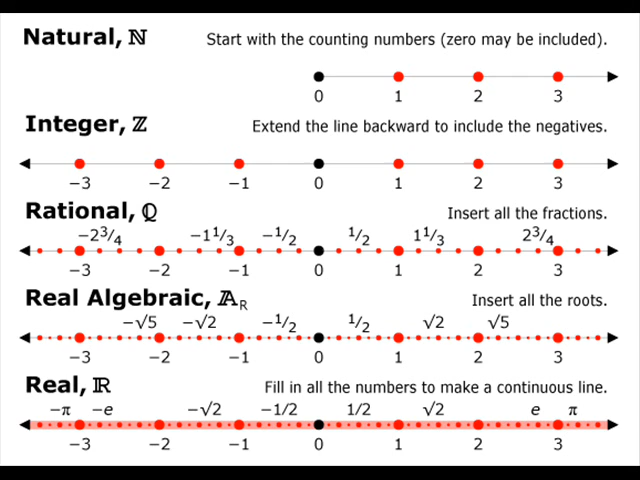 Natural, ℕ Start with the counting numbers (zero may be included).
0 1 2 3
Integer, ℤ Extend the line backward to include the negatives.
−3 −2 −1 0 1 2 3
Rational, ℚ Insert all the fractions.
−2³/₄ −1¹/₃ −¹/₂ ¹/₂ 1¹/₃ 2³/₄
−3 −2 −1 0 1 2 3
Real Algebraic, 𝔸ᵣ Insert all the roots.
−√5 −√2 −¹/₂ ¹/₂ √2 √5
−3 −2 −1 0 1 2 3
Real, ℝ Fill in all the numbers to make a continuous line.
−π −e −√2 −1/2 1/2 √2 e π
−3 −2 −1 0 1 2 3